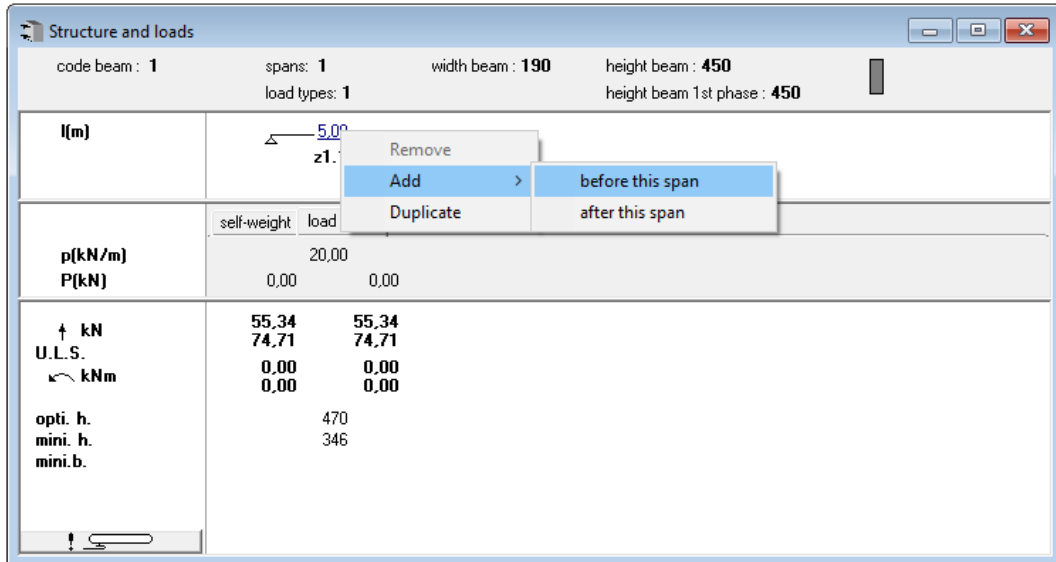 Structure and loads
code beam : 1 spans: 1 width beam : 190 height beam : 450
load types: 1 height beam 1st phase : 450
l(m) 5,00
z1.
Remove
Add before this span
Duplicate after this span
self-weight load
p(kN/m) 20,00
P(kN) 0,00 0,00
kN 55,34 55,34
74,71 74,71
U.L.S.
kNm 0,00 0,00
0,00 0,00
opti. h. 470
mini. h. 346
mini.b.